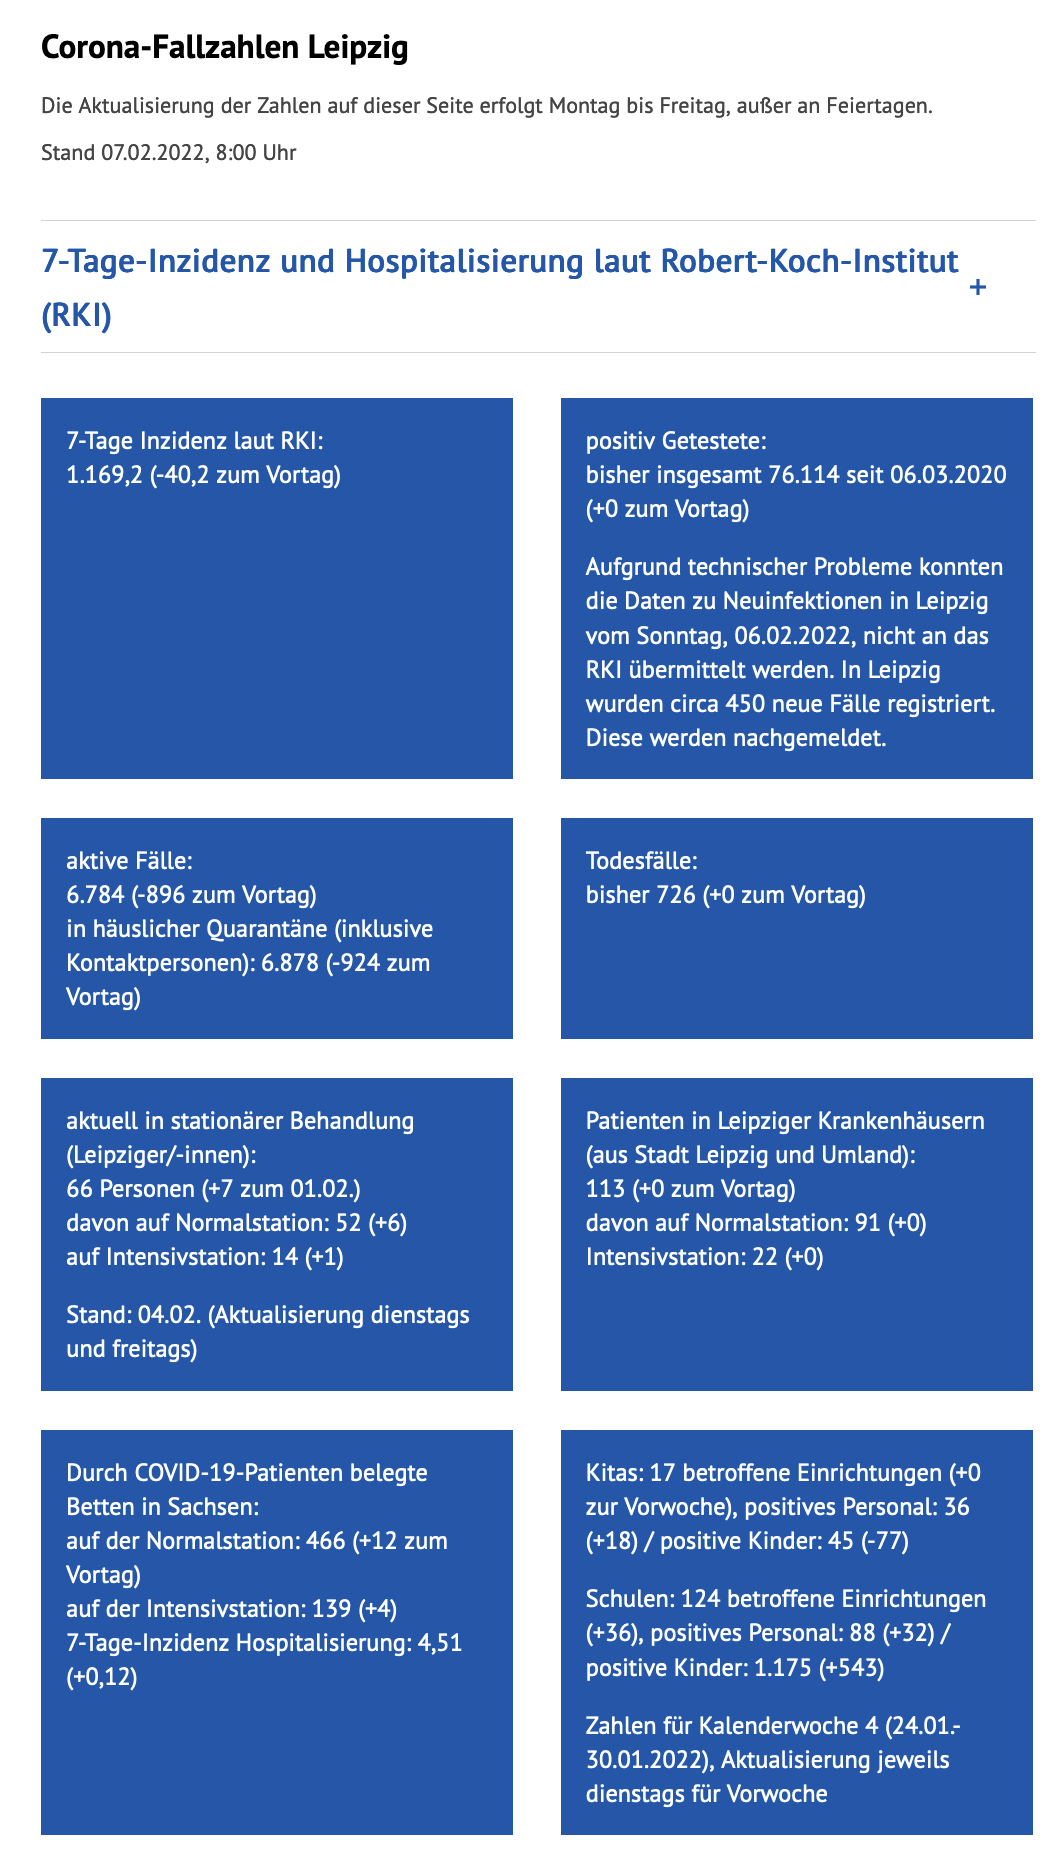 Corona-Fallzahlen Leipzig
Die Aktualisierung der Zahlen auf dieser Seite erfolgt Montag bis Freitag, außer an Feiertagen.
Stand 07.02.2022, 8:00 Uhr
7-Tage-Inzidenz und Hospitalisierung laut Robert-Koch-Institut
(RKI)
+
7-Tage Inzidenz laut RKI:
1.169,2 (-40,2 zum Vortag)
positiv Getestete:
bisher insgesamt 76.114 seit 06.03.2020
(+0 zum Vortag)
Aufgrund technischer Probleme konnten
die Daten zu Neuinfektionen in Leipzig
vom Sonntag, 06.02.2022, nicht an das
RKI übermittelt werden. In Leipzig
wurden circa 450 neue Fälle registriert.
Diese werden nachgemeldet.
aktive Fälle:
6.784 (-896 zum Vortag)
in häuslicher Quarantäne (inklusive
Kontaktpersonen): 6.878 (-924 zum
Vortag)
Todesfälle:
bisher 726 (+0 zum Vortag)
aktuell in stationärer Behandlung
(Leipziger/-innen):
66 Personen (+7 zum 01.02.)
davon auf Normalstation: 52 (+6)
auf Intensivstation: 14 (+1)
Stand: 04.02. (Aktualisierung dienstags
und freitags)
Patienten in Leipziger Krankenhäusern
(aus Stadt Leipzig und Umland):
113 (+0 zum Vortag)
davon auf Normalstation: 91 (+0)
Intensivstation: 22 (+0)
Durch COVID-19-Patienten belegte
Betten in Sachsen:
auf der Normalstation: 466 (+12 zum
Vortag)
auf der Intensivstation: 139 (+4)
7-Tage-Inzidenz Hospitalisierung: 4,51
(+0,12)
Kitas: 17 betroffene Einrichtungen (+0
zur Vorwoche), positives Personal: 36
(+18) / positive Kinder: 45 (-77)
Schulen: 124 betroffene Einrichtungen
(+36), positives Personal: 88 (+32) /
positive Kinder: 1.175 (+543)
Zahlen für Kalenderwoche 4 (24.01.-
30.01.2022), Aktualisierung jeweils
dienstags für Vorwoche